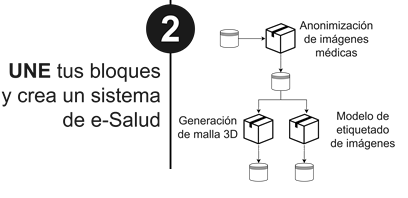 2
UNE tus bloques
y crea un sistema
de e-Salud
Anonimización
de imágenes
médicas
Generación
de malla 3D
Modelo de
etiquetado
de imágenes